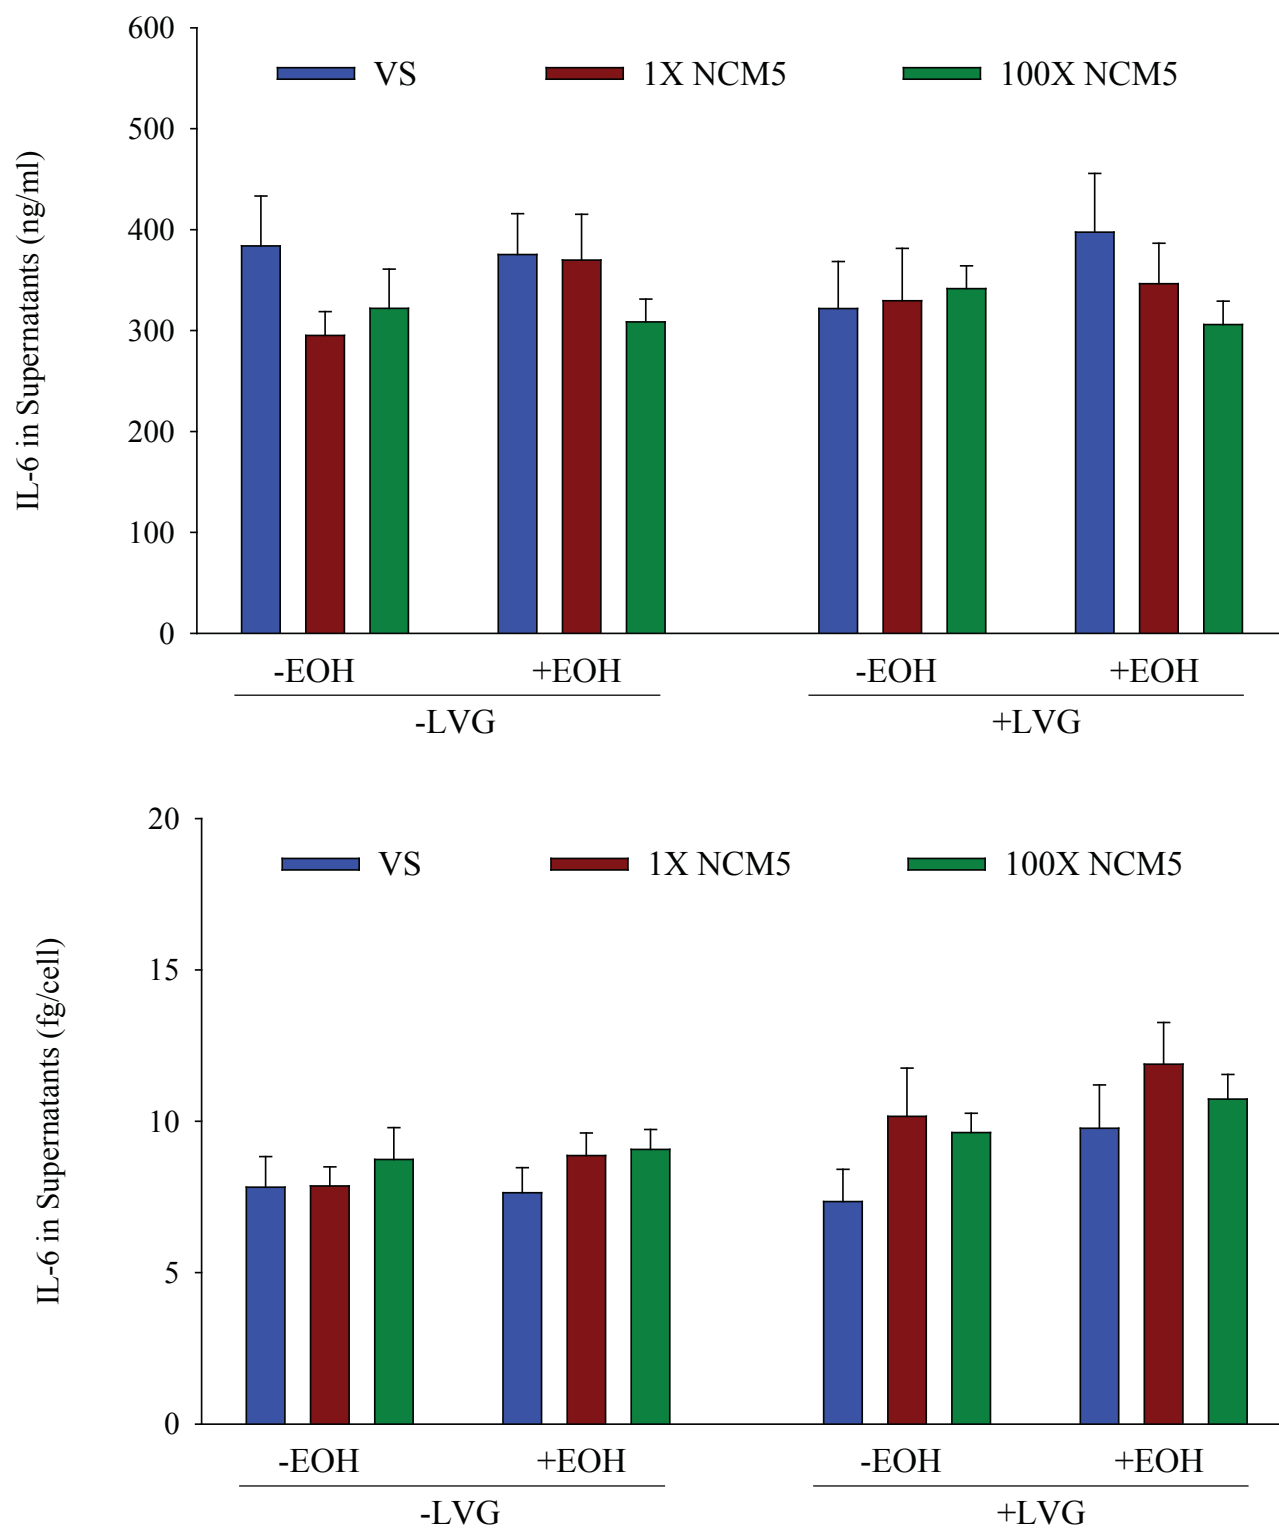 600
VS 1X NCM5 100X NCM5
500
400
300
200
100
0
IL-6 in Supernatants (ng/ml)
-EOH +EOH -EOH +EOH
-LVG +LVG
20
VS 1X NCM5 100X NCM5
15
10
5
0
IL-6 in Supernatants (fg/cell)
-EOH +EOH -EOH +EOH
-LVG +LVG